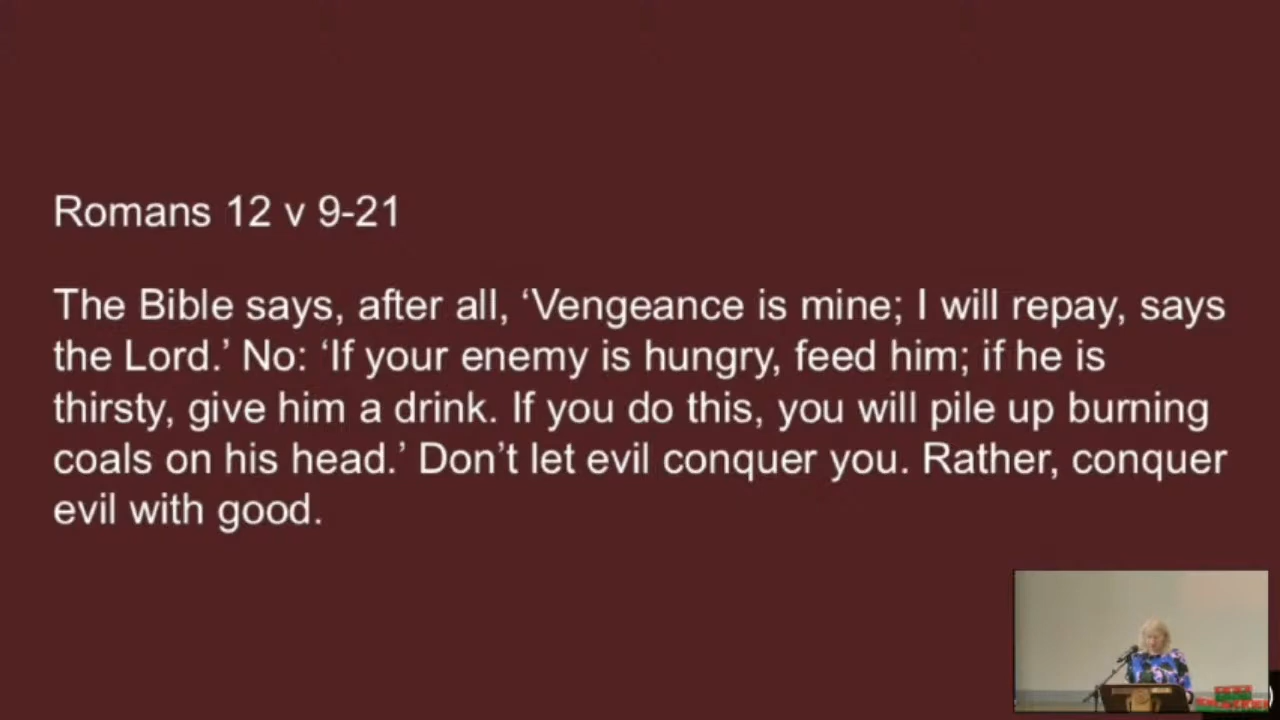 Romans 12 v 9-21
The Bible says, after all, ‘Vengeance is mine; I will repay, says
the Lord.’ No: ‘If your enemy is hungry, feed him; if he is
thirsty, give him a drink. If you do this, you will pile up burning
coals on his head.’ Don’t let evil conquer you. Rather, conquer
evil with good.